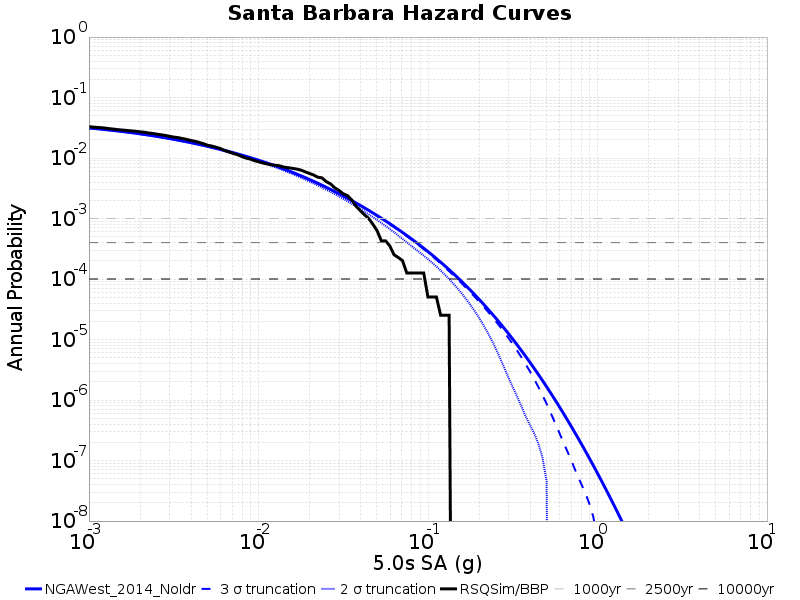 Santa Barbara Hazard Curves
10^0
10^-1
10^-2
10^-3
10^-4
10^-5
10^-6
10^-7
10^-8
Annual Probability
10^-3 10^-2 10^-1 10^0 10^1
5.0s SA (g)
NGAWest_2014_NoIdr 3 σ truncation 2 σ truncation RSQSim/BBP 1000yr 2500yr 10000yr